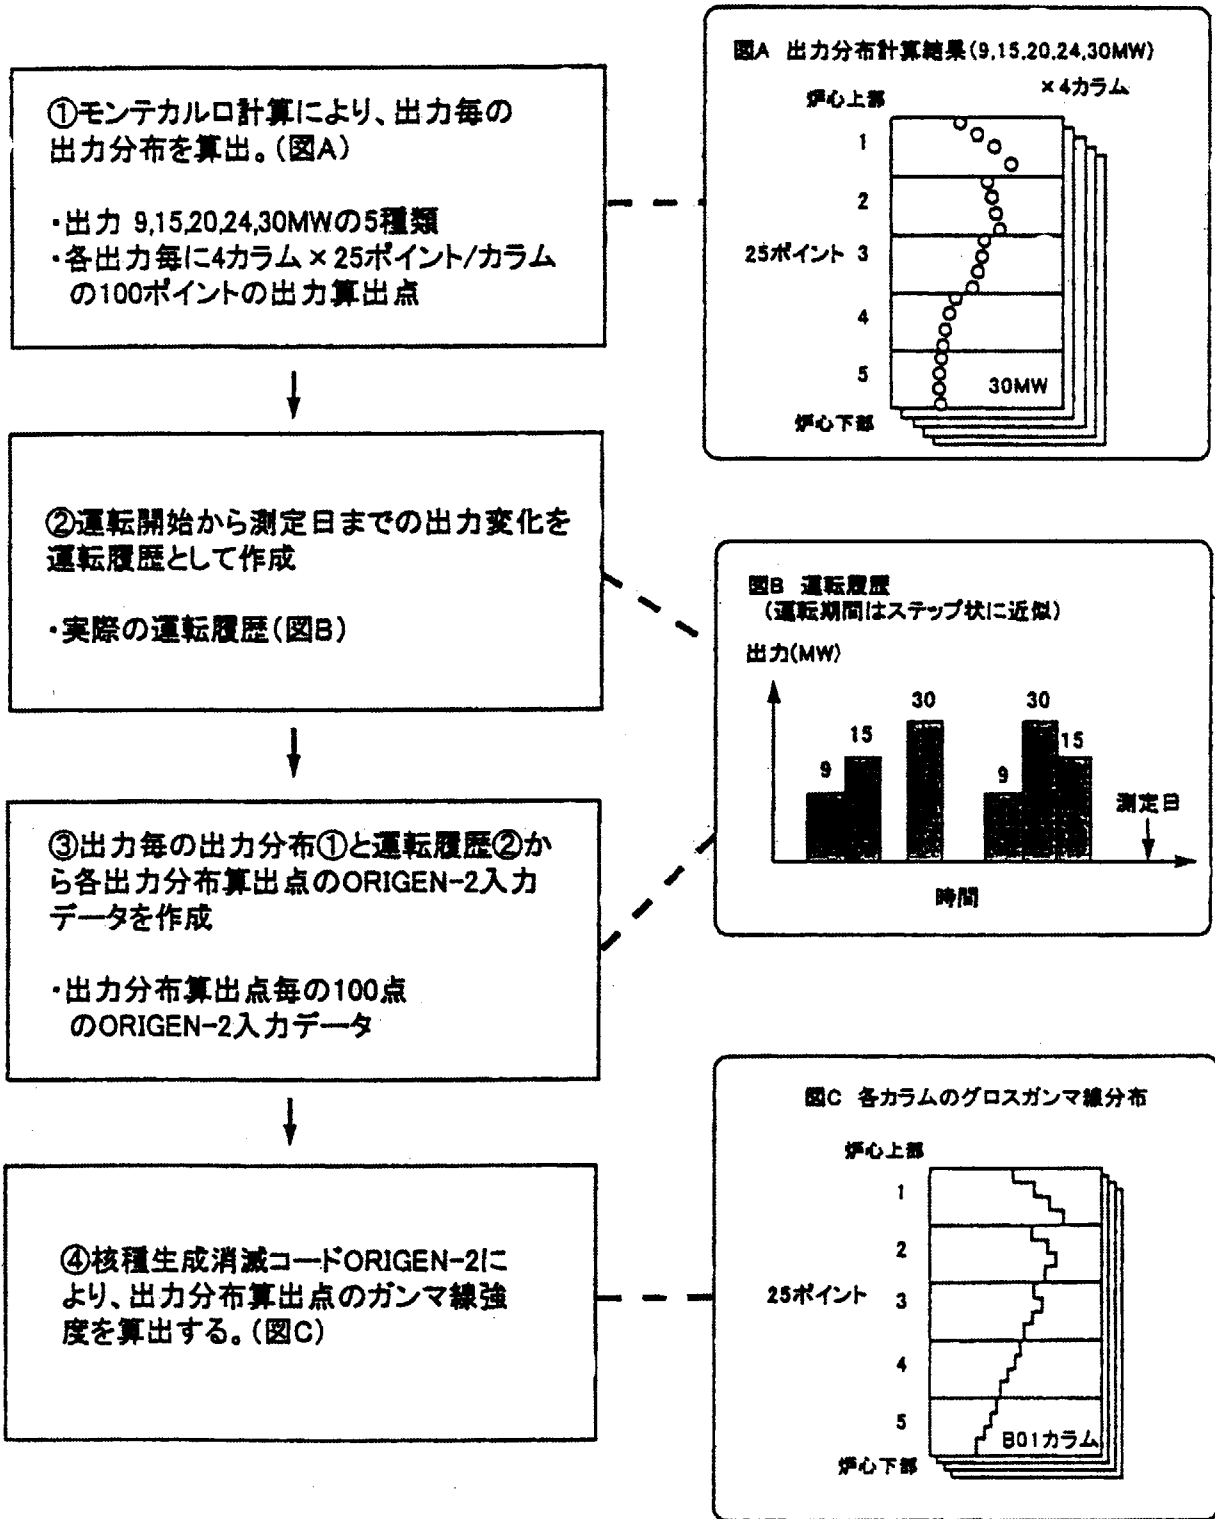 ①モンテカルロ計算により、出力毎の
出力分布を算出。(図A)
・出力 9,15,20,24,30MWの5種類
・各出力毎に4カラム×25ポイント/カラム
の100ポイントの出力算出点
図A 出力分布計算結果(9,15,20,24,30MW)
×4カラム
炉心上部
1
2
25ポイント 3
4
5
30MW
炉心下部
②運転開始から測定日までの出力変化を
運転履歴として作成
・実際の運転履歴(図B)
図B 運転履歴
(運転期間はステップ状に近似)
出力(MW)
9
15
30
9
30
15
測定日
時間
③出力毎の出力分布①と運転履歴②か
ら各出力分布算出点のORIGEN-2入力
データを作成
・出力分布算出点毎の100点
のORIGEN-2入力データ
④核種生成消滅コードORIGEN-2に
より、出力分布算出点のガンマ線強
度を算出する。(図C)
図C 各カラムのグロスガンマ線分布
炉心上部
1
2
25ポイント 3
4
5
B01カラム
炉心下部